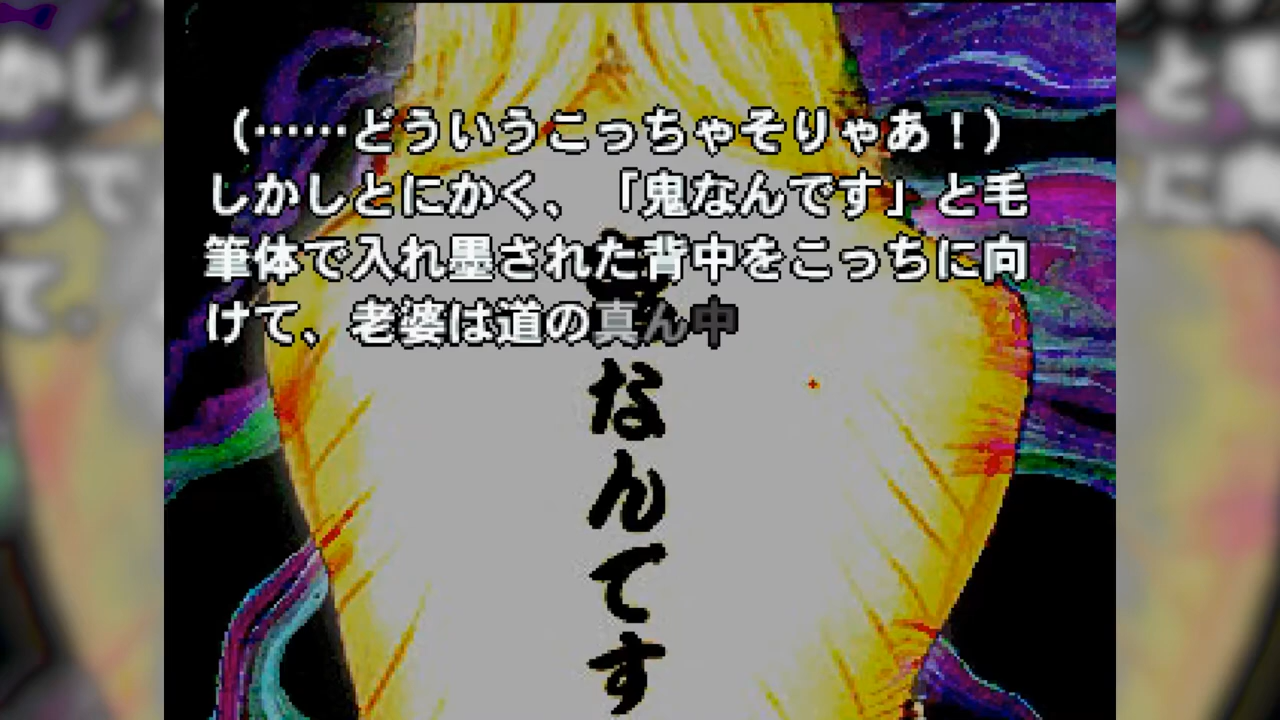 （……どういうこっちゃそりゃあ！）
しかしとにかく、「鬼なんです」と毛
筆体で入れ墨された背中をこっちに向
けて、老婆は道の真ん中
なんです